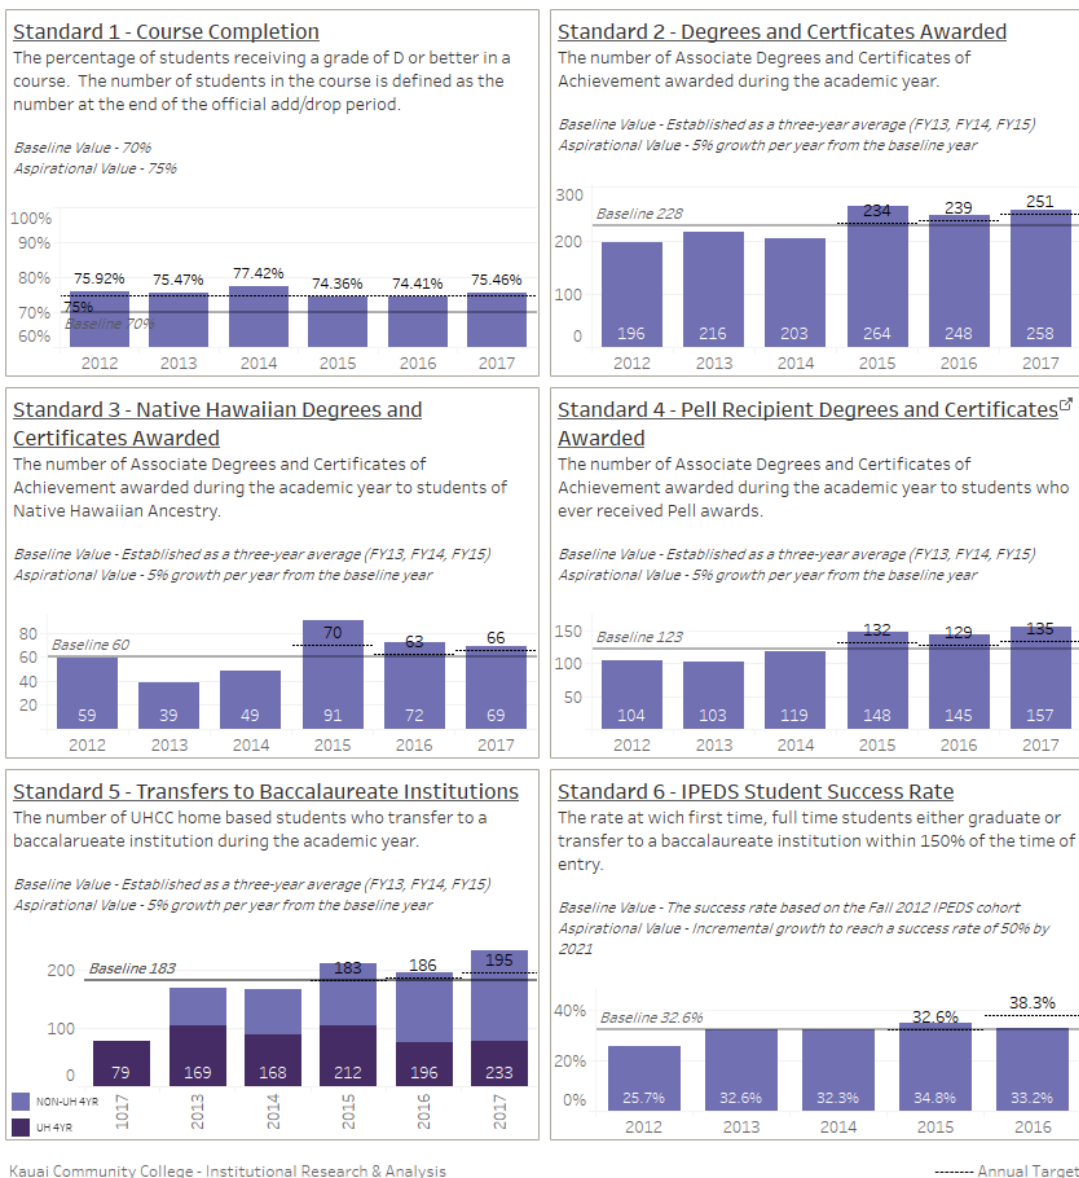 Standard 1 - Course Completion
The percentage of students receiving a grade of D or better in a
course. The number of students in the course is defined as the
number at the end of the official add/drop period.
Baseline Value - 70%
Aspirational Value - 75%
100%
90%
80%
70%
60%
75.92%
75.47%
77.42%
74.36%
74.41%
75.46%
75%
Baseline 70%
2012
2013
2014
2015
2016
2017
Standard 2 - Degrees and Certficates Awarded
The number of Associate Degrees and Certificates of
Achievement awarded during the academic year.
Baseline Value - Established as a three-year average (FY13, FY14, FY15)
Aspirational Value - 5% growth per year from the baseline year
300
200
100
0
Baseline 228
234
239
251
196
216
203
264
248
258
2012
2013
2014
2015
2016
2017
Standard 3 - Native Hawaiian Degrees and
Certificates Awarded
The number of Associate Degrees and Certificates of
Achievement awarded during the academic year to students of
Native Hawaiian Ancestry.
Baseline Value - Established as a three-year average (FY13, FY14, FY15)
Aspirational Value - 5% growth per year from the baseline year
80
60
40
20
Baseline 60
70
63
66
59
39
49
91
72
69
2012
2013
2014
2015
2016
2017
Standard 4 - Pell Recipient Degrees and Certificates
Awarded
The number of Associate Degrees and Certificates of
Achievement awarded during the academic year to students who
ever received Pell awards.
Baseline Value - Established as a three-year average (FY13, FY14, FY15)
Aspirational Value - 5% growth per year from the baseline year
150
100
50
Baseline 123
132
129
135
104
103
119
148
145
157
2012
2013
2014
2015
2016
2017
Standard 5 - Transfers to Baccalaureate Institutions
The number of UHCC home based students who transfer to a
baccalarueate institution during the academic year.
Baseline Value - Established as a three-year average (FY13, FY14, FY15)
Aspirational Value - 5% growth per year from the baseline year
200
100
0
Baseline 183
183
186
195
79
169
168
212
196
233
1017
2013
2014
2015
2016
2017
NON-UH 4YR
UH 4YR
Standard 6 - IPEDS Student Success Rate
The rate at wich first time, full time students either graduate or
transfer to a baccalaureate institution within 150% of the time of
entry.
Baseline Value - The success rate based on the Fall 2012 IPEDS cohort
Aspirational Value - Incremental growth to reach a success rate of 50% by
2021
40%
20%
0%
Baseline 32.6%
32.6%
38.3%
25.7%
32.6%
32.3%
34.8%
33.2%
2012
2013
2014
2015
2016
Kauai Community College - Institutional Research & Analysis
-------- Annual Target